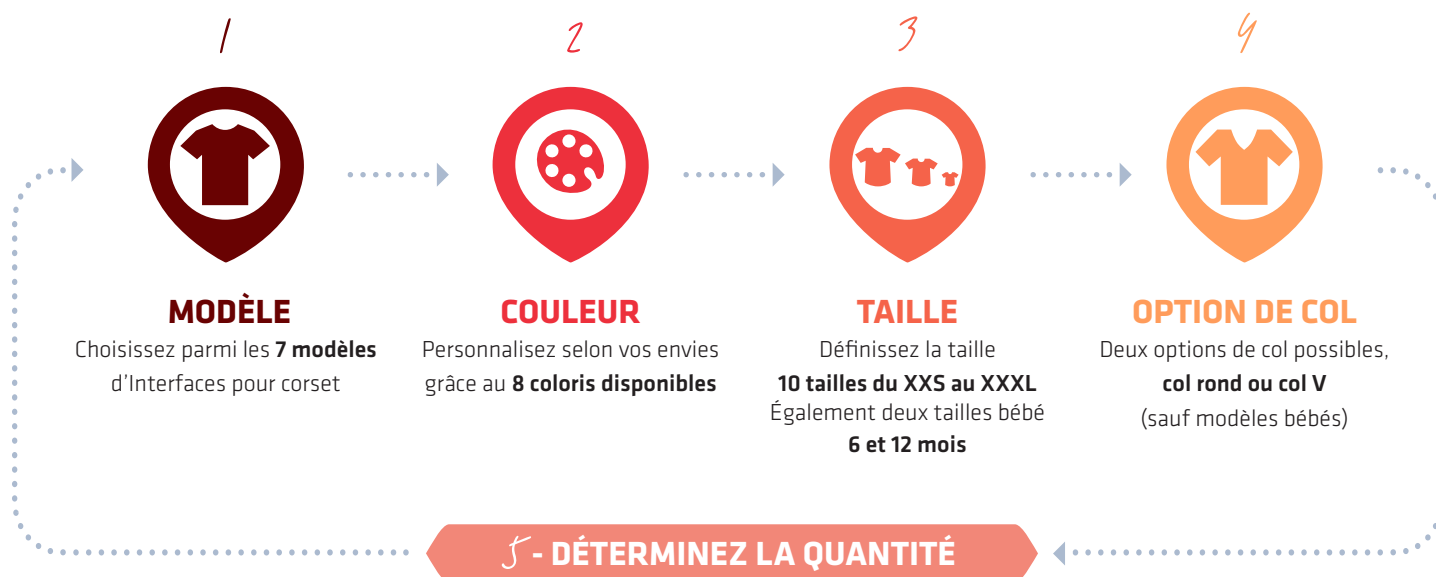 1
MODÈLE
Choisissez parmi les 7 modèles
d'Interfaces pour corset
2
COULEUR
Personnalisez selon vos envies
grâce au 8 coloris disponibles
3
TAILLE
Définissez la taille
10 tailles du XXS au XXXL
Également deux tailles bébé
6 et 12 mois
4
OPTION DE COL
Deux options de col possibles,
col rond ou col V
(sauf modèles bébés)
5 - DÉTERMINEZ LA QUANTITÉ